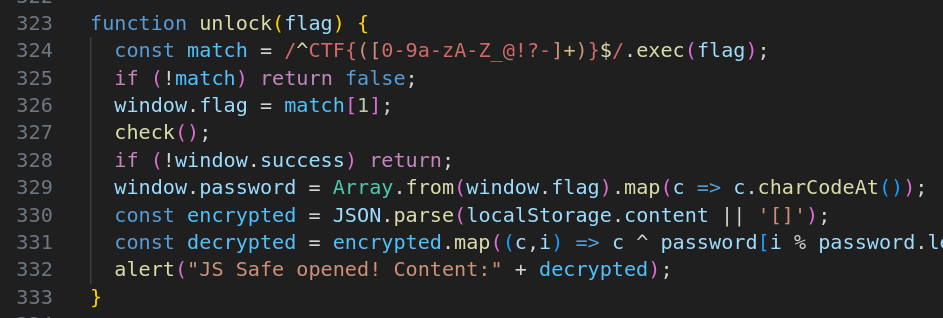 323 function unlock(flag) {
324 const match = /^CTF{([0-9a-zA-Z_@!?-]+)}$/.exec(flag);
325 if (!match) return false;
326 window.flag = match[1];
327 check();
328 if (!window.success) return;
329 window.password = Array.from(window.flag).map(c => c.charCodeAt());
330 const encrypted = JSON.parse(localStorage.content || '[]');
331 const decrypted = encrypted.map((c,i) => c ^ password[i % password.le
332 alert("JS Safe opened! Content:" + decrypted);
333 }